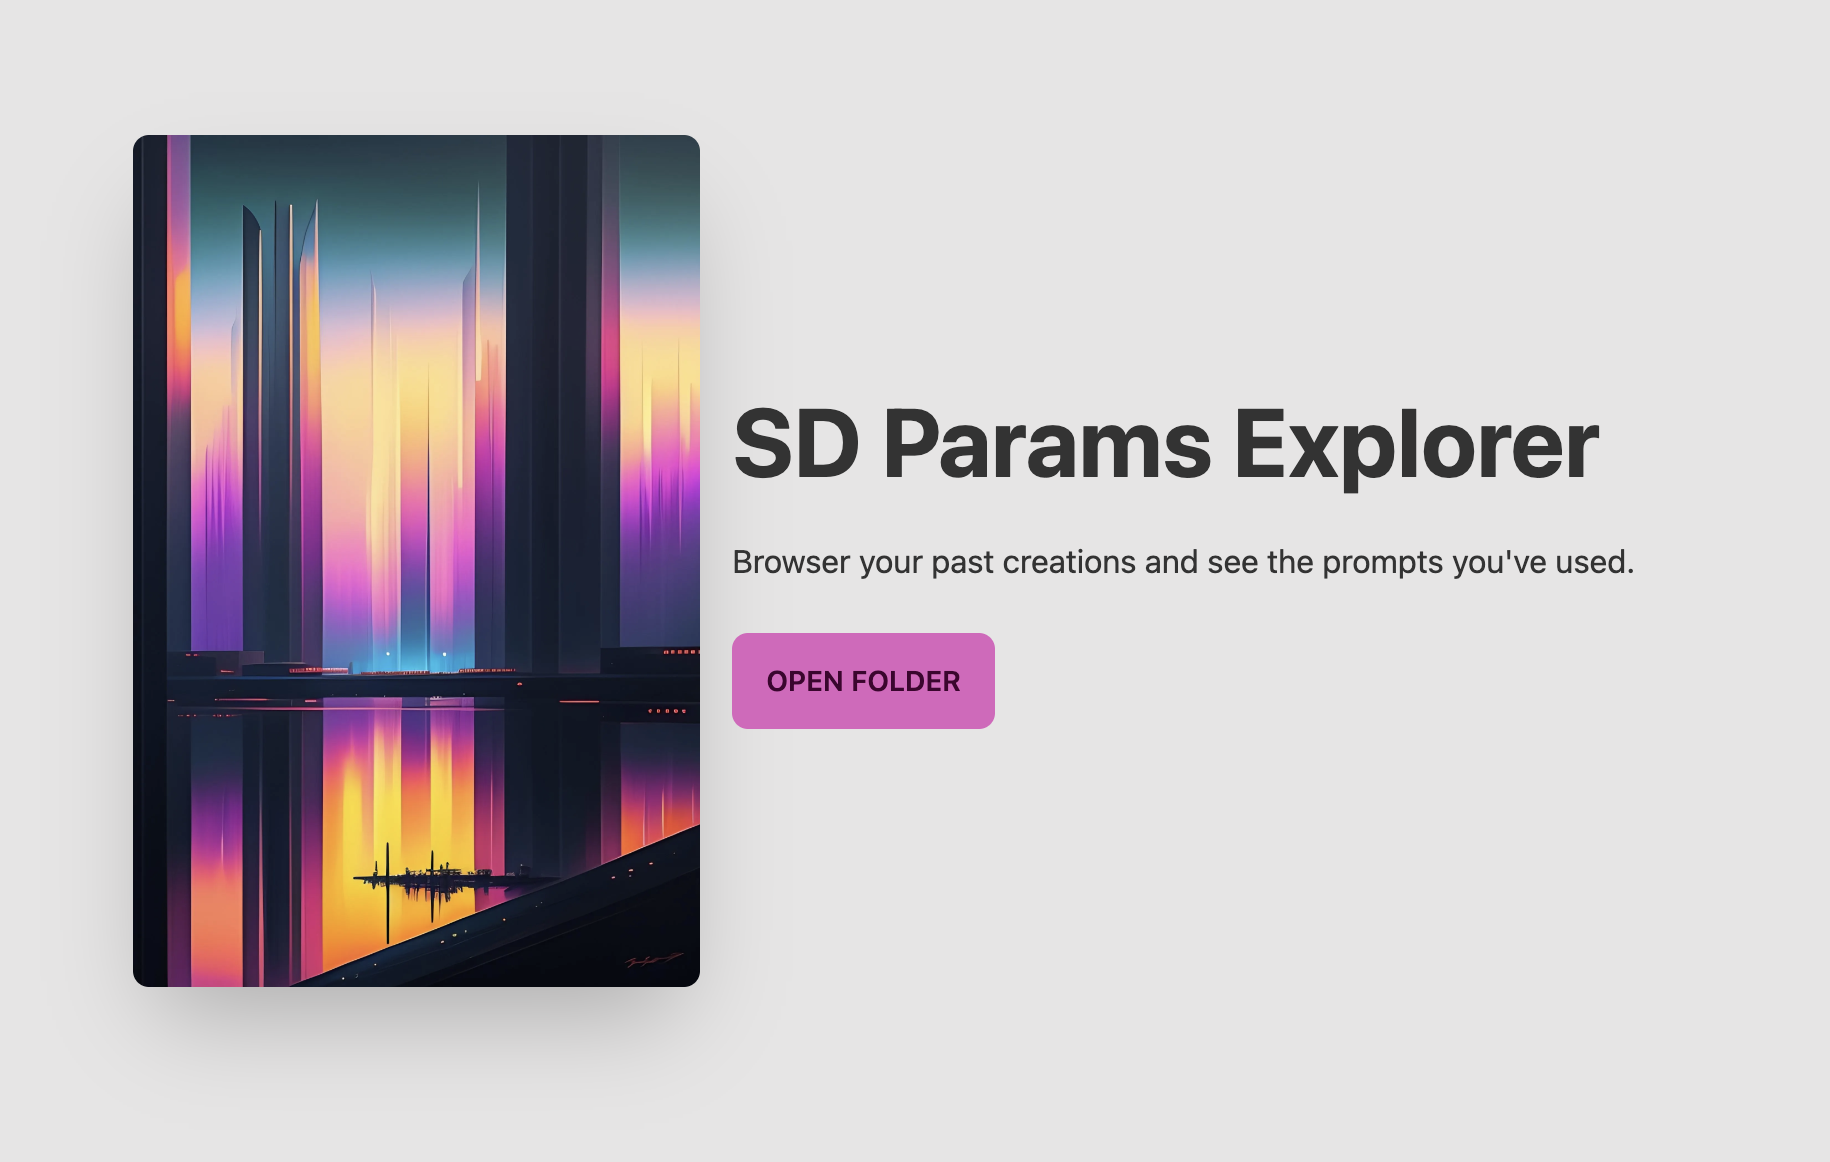 SD Params Explorer
Browser your past creations and see the prompts you've used.
OPEN FOLDER